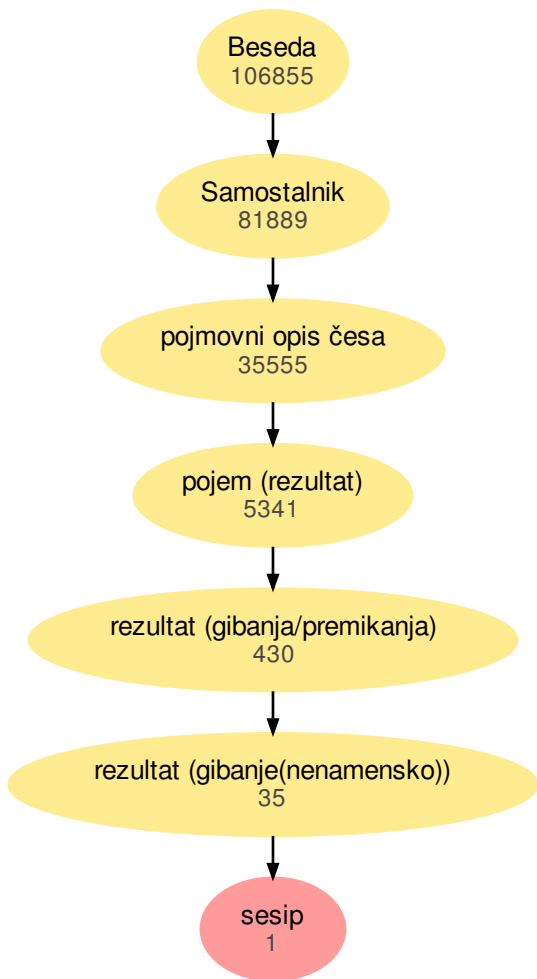 Beseda
106855
Samostalnik
81889
pojmovni opis česa
35555
pojem (rezultat)
5341
rezultat (gibanja/premikanja)
430
rezultat (gibanje(nenamensko))
35
sesip
1